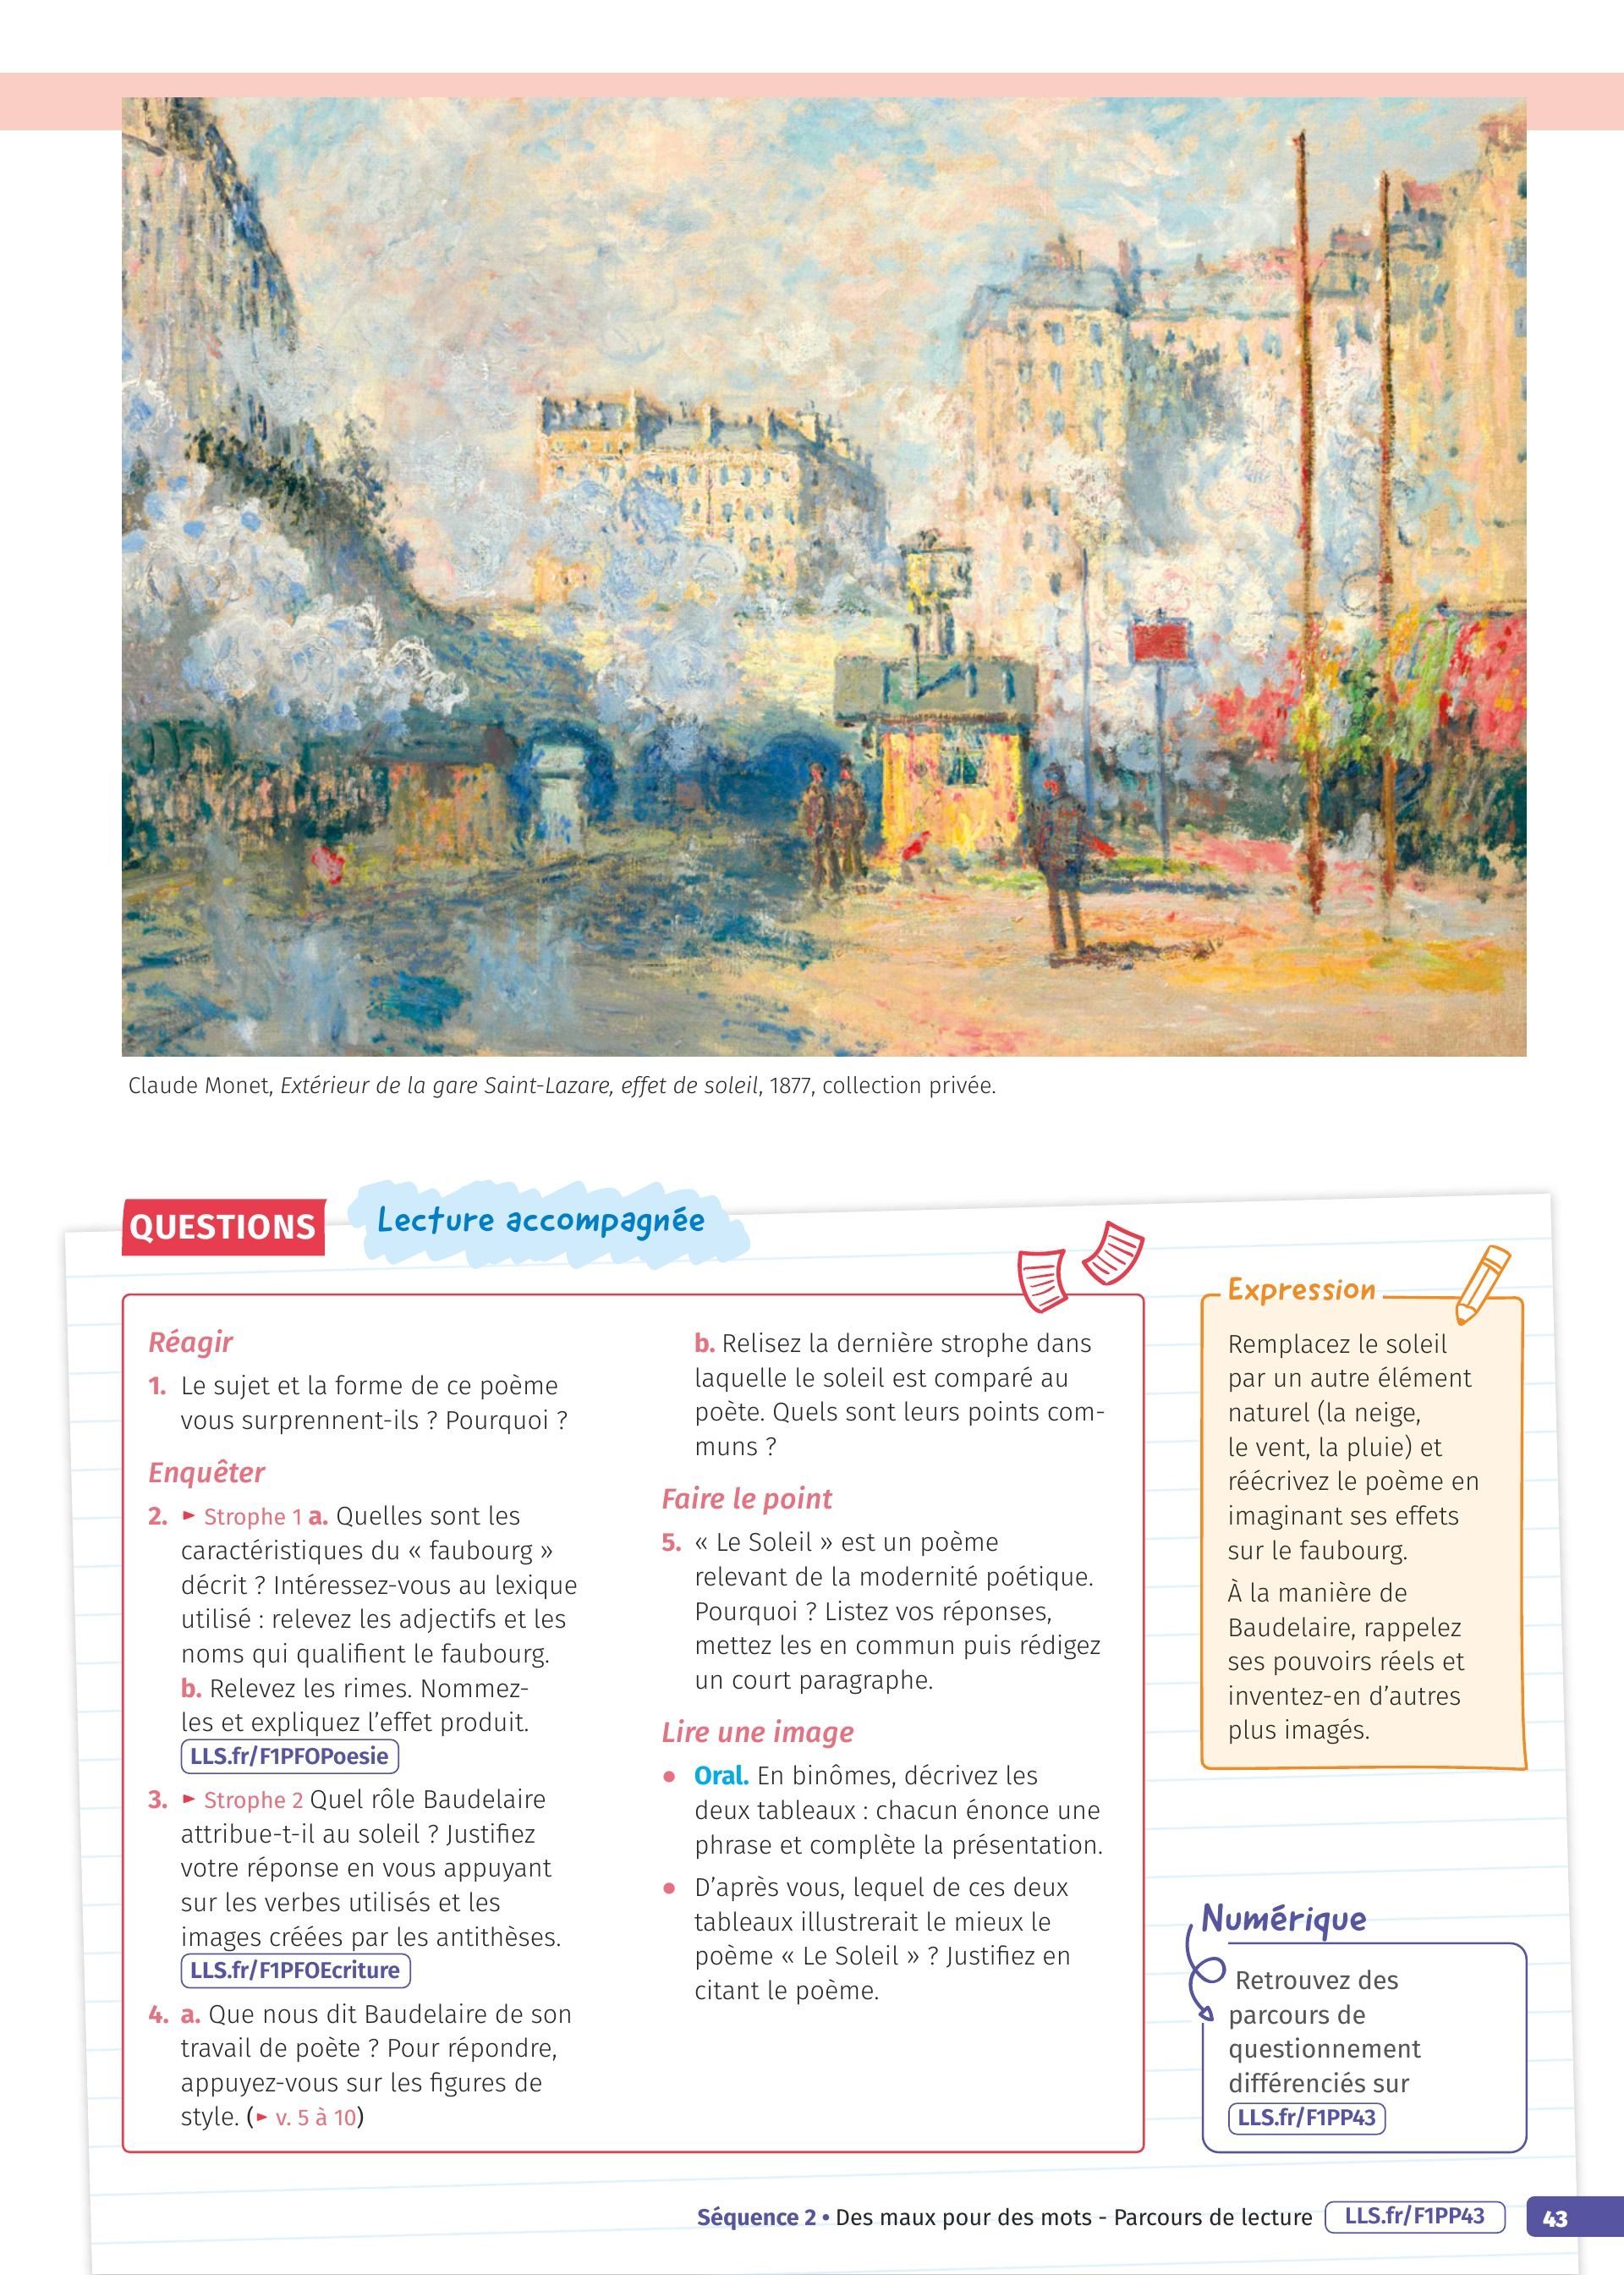 Claude Monet, Extérieur de la gare Saint-Lazare, effet de soleil, 1877, collection privée.
QUESTIONS
Lecture accompagnée
Réagir
1. Le sujet et la forme de ce poème
vous surprennent-ils ? Pourquoi ?
Enquêter
2. ► Strophe 1 a. Quelles sont les
caractéristiques du « faubourg »
décrit ? Intéressez-vous au lexique
utilisé : relevez les adjectifs et les
noms qui qualifient le faubourg.
b. Relevez les rimes. Nommez-
les et expliquez l'effet produit.
LLS.fr/F1PFOPoesie
3. ► Strophe 2 Quel rôle Baudelaire
attribue-t-il au soleil ? Justifiez
votre réponse en vous appuyant
sur les verbes utilisés et les
images créées par les antithèses.
LLS.fr/F1PFOEcriture
4. a. Que nous dit Baudelaire de son
travail de poète ? Pour répondre,
appuyez-vous sur les figures de
style. (► v. 5 à 10)
b. Relisez la dernière strophe dans
laquelle le soleil est comparé au
poète. Quels sont leurs points com-
muns ?
Faire le point
5. « Le Soleil » est un poème
relevant de la modernité poétique.
Pourquoi ? Listez vos réponses,
mettez les en commun puis rédigez
un court paragraphe.
Lire une image
● Oral. En binômes, décrivez les
deux tableaux : chacun énonce une
phrase et complète la présentation.
● D'après vous, lequel de ces deux
tableaux illustrerait le mieux le
poème « Le Soleil » ? Justifiez en
citant le poème.
Expression
Remplacez le soleil
par un autre élément
naturel (la neige,
le vent, la pluie) et
réécrivez le poème en
imaginant ses effets
sur le faubourg.
À la manière de
Baudelaire, rappelez
ses pouvoirs réels et
inventez-en d'autres
plus imagés.
Numérique
Retrouvez des
parcours de
questionnement
différenciés sur
LLS.fr/F1PP43
Séquence 2 • Des maux pour des mots - Parcours de lecture LLS.fr/F1PP43 43